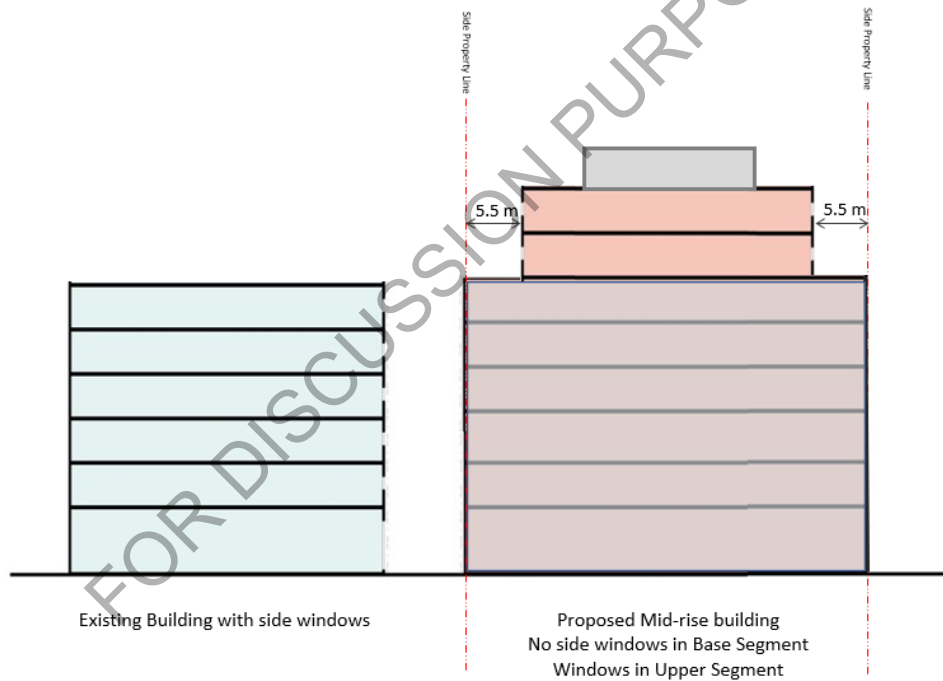 Side Property Line
Side Property Line
FOR DISCUSSION PURPO
5.5 m
5.5 m
Existing Building with side windows
Proposed Mid-rise building
No side windows in Base Segment
Windows in Upper Segment